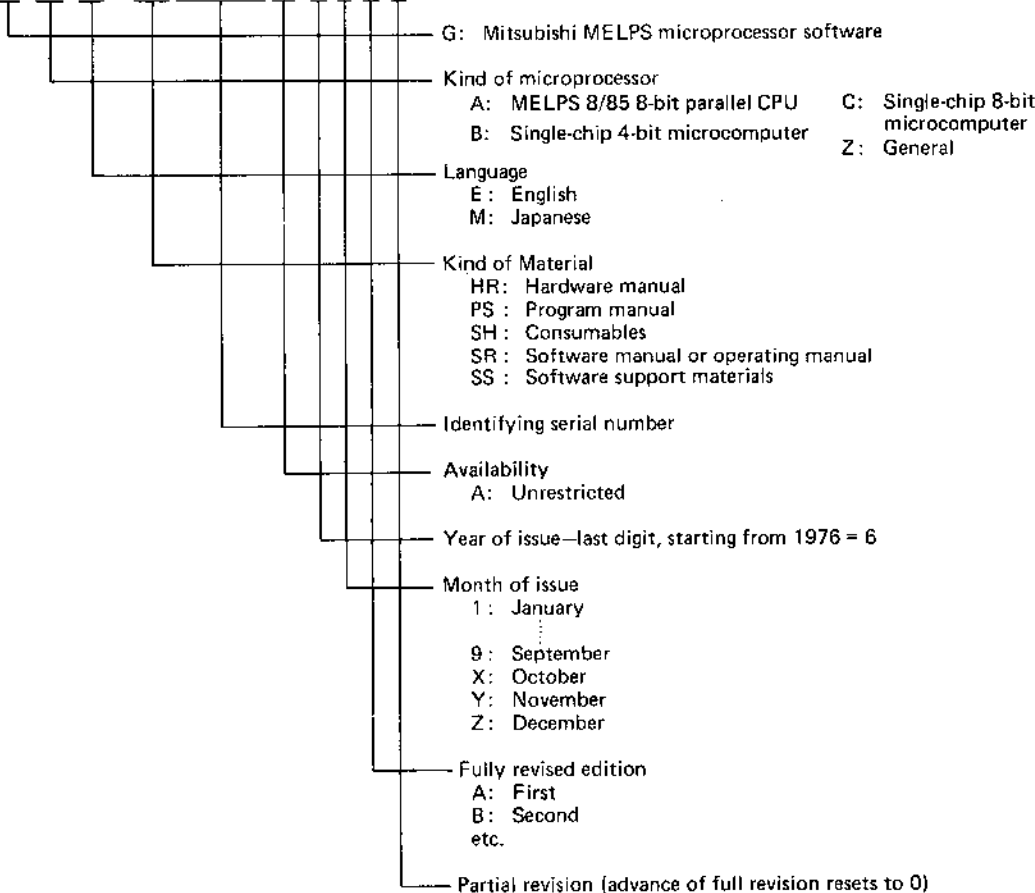 G: Mitsubishi MELPS microprocessor software
Kind of microprocessor
A: MELPS 8/85 8-bit parallel CPU
B: Single-chip 4-bit microcomputer
C: Single-chip 8-bit
microcomputer
Z: General
Language
E: English
M: Japanese
Kind of Material
HR: Hardware manual
PS: Program manual
SH: Consumables
SR: Software manual or operating manual
SS: Software support materials
Identifying serial number
Availability
A: Unrestricted
Year of issue—last digit, starting from 1976 = 6
Month of issue
1: January
9: September
X: October
Y: November
Z: December
Fully revised edition
A: First
B: Second
etc.
Partial revision (advance of full revision resets to 0)